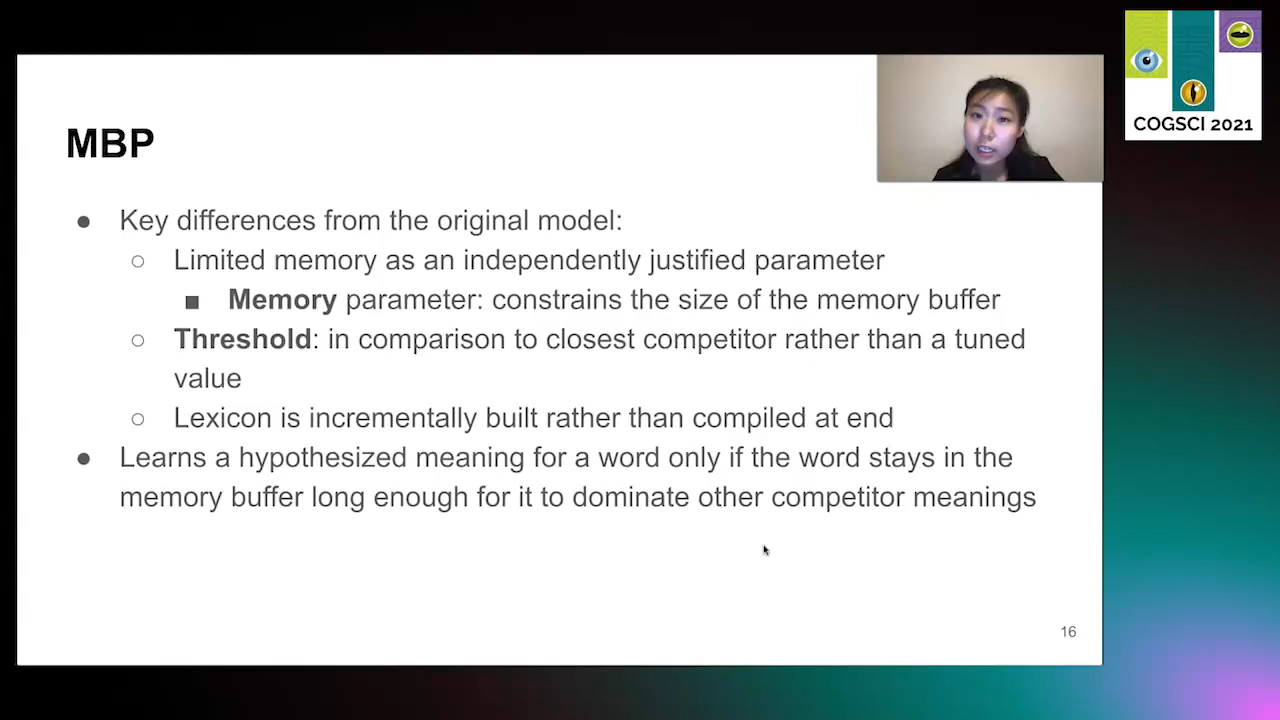 COGSCI 2021
MBP
● Key differences from the original model:
○ Limited memory as an independently justified parameter
■ Memory parameter: constrains the size of the memory buffer
○ Threshold: in comparison to closest competitor rather than a tuned
value
○ Lexicon is incrementally built rather than compiled at end
● Learns a hypothesized meaning for a word only if the word stays in the
memory buffer long enough for it to dominate other competitor meanings
16